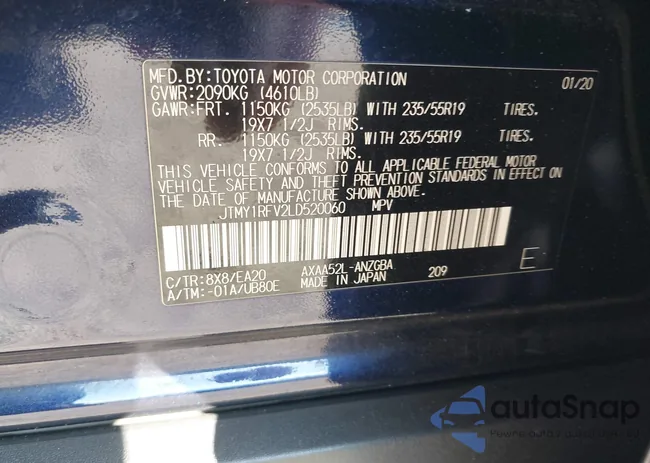 MFD.BY:TOYOTA MOTOR CORPORATION 01/20
GVWR:2090KG (4610LB)
GAWR:FRT. 1150KG (2535LB) WITH 235/55R19 TIRES.
19X7 1/2J RIMS.
RR. 1150KG (2535LB) WITH 235/55R19 TIRES.
19X7 1/2J RIMS.
THIS VEHICLE CONFORMS TO ALL APPLICABLE FEDERAL MOTOR
VEHICLE SAFETY AND THEFT PREVENTION STANDARDS IN EFFECT ON
THE DATE OF MANUFACTURE SHOWN ABOVE.
JTMY1RFV2LD520060 MPV
C/TR:8X8/EA20 AXAA52L-ANZGBA 209 E
A/TM:-01A/UB80E MADE IN JAPAN
autoSnap